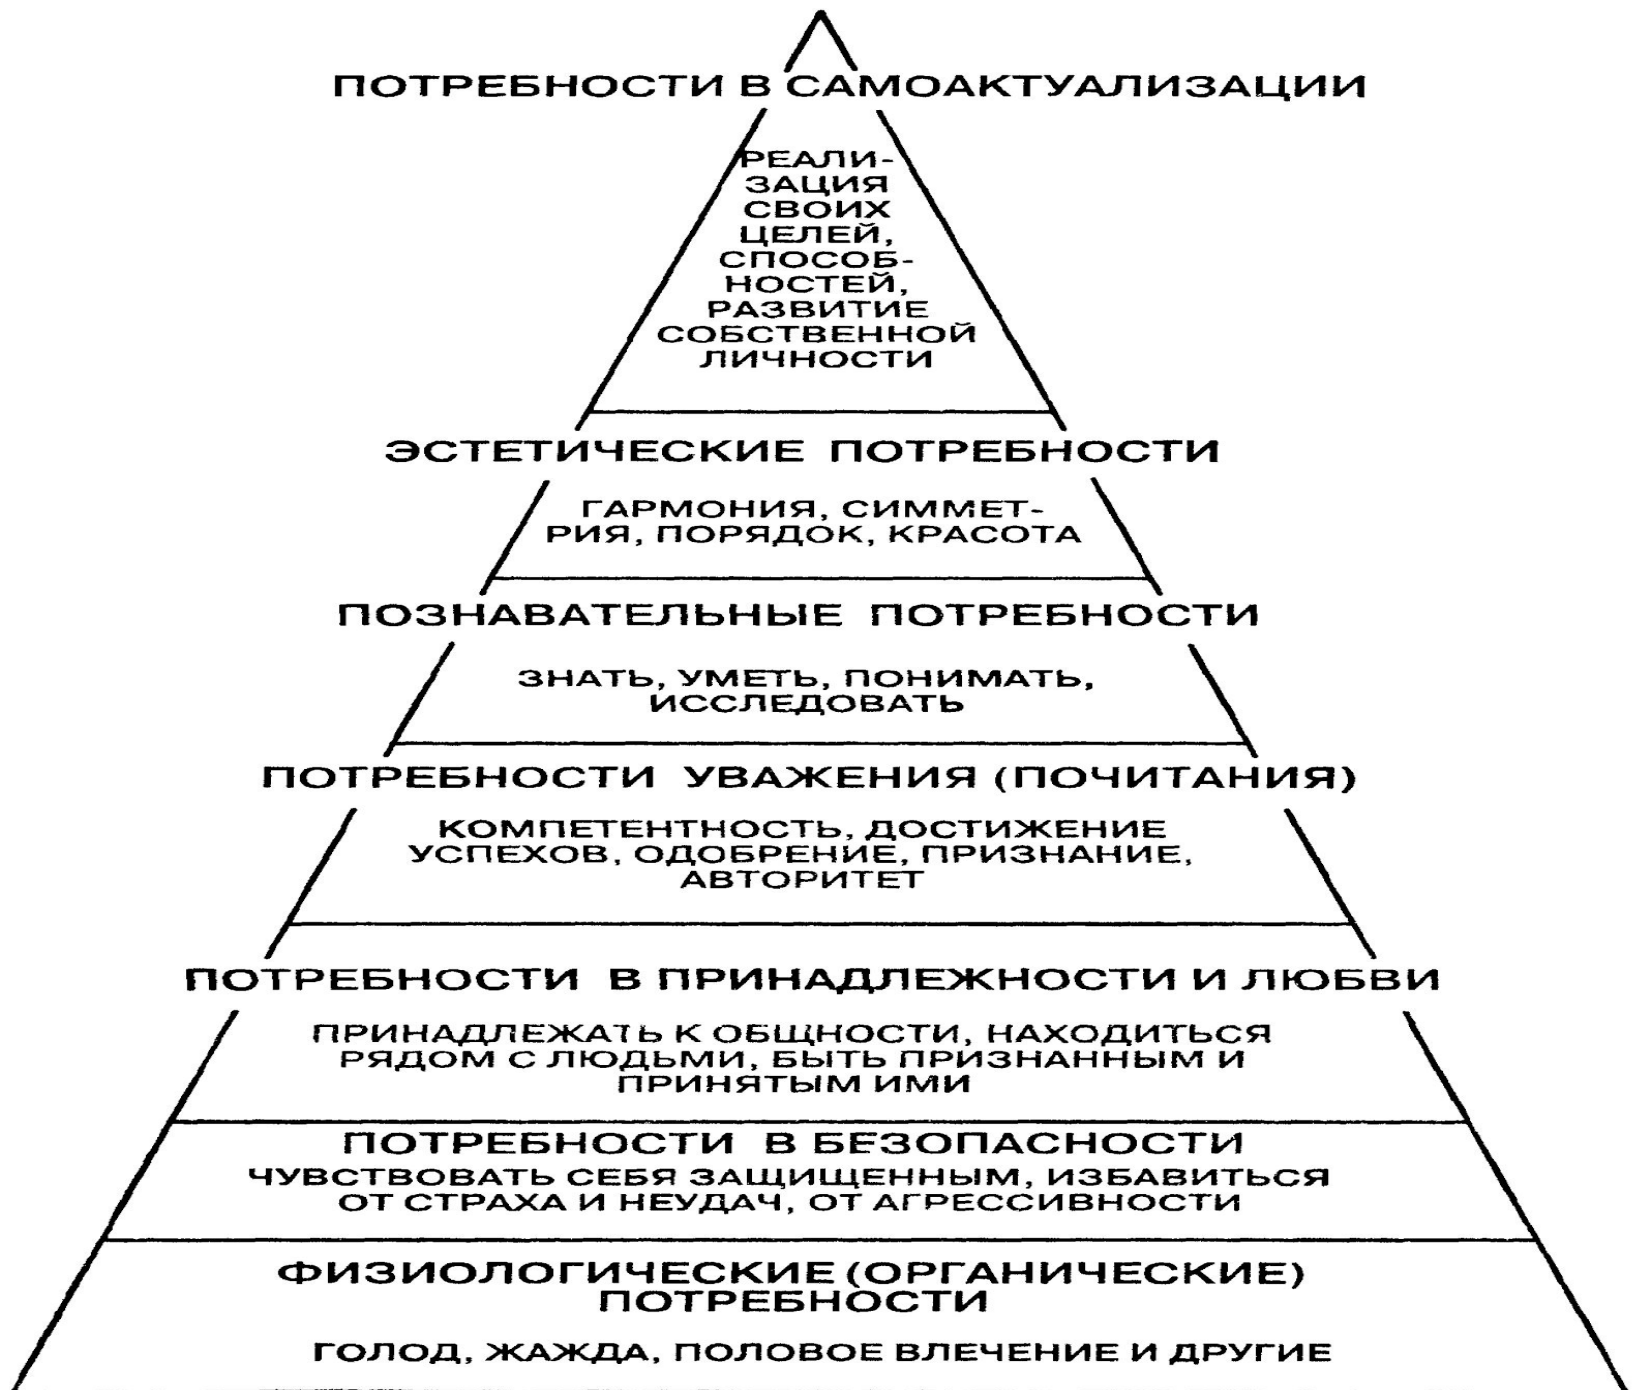 ПОТРЕБНОСТИ В САМОАКТУАЛИЗАЦИИ
РЕАЛИ-
ЗАЦИЯ
СВОИХ
ЦЕЛЕЙ,
СПОСОБ-
НОСТЕЙ,
РАЗВИТИЕ
СОБСТВЕННОЙ
ЛИЧНОСТИ
ЭСТЕТИЧЕСКИЕ ПОТРЕБНОСТИ
ГАРМОНИЯ, СИММЕТ-
РИЯ, ПОРЯДОК, КРАСОТА
ПОЗНАВАТЕЛЬНЫЕ ПОТРЕБНОСТИ
ЗНАТЬ, УМЕТЬ, ПОНИМАТЬ,
ИССЛЕДОВАТЬ
ПОТРЕБНОСТИ УВАЖЕНИЯ (ПОЧИТАНИЯ)
КОМПЕТЕНТНОСТЬ, ДОСТИЖЕНИЕ
УСПЕХОВ, ОДОБРЕНИЕ, ПРИЗНАНИЕ,
АВТОРИТЕТ
ПОТРЕБНОСТИ В ПРИНАДЛЕЖНОСТИ И ЛЮБВИ
ПРИНАДЛЕЖАТЬ К ОБЩНОСТИ, НАХОДИТЬСЯ
РЯДОМ С ЛЮДЬМИ, БЫТЬ ПРИЗНАННЫМ И
ПРИНЯТЫМ ИМИ
ПОТРЕБНОСТИ В БЕЗОПАСНОСТИ
ЧУВСТВОВАТЬ СЕБЯ ЗАЩИЩЕННЫМ, ИЗБАВИТЬСЯ
ОТ СТРАХА И НЕУДАЧ, ОТ АГРЕССИВНОСТИ
ФИЗИОЛОГИЧЕСКИЕ (ОРГАНИЧЕСКИЕ)
ПОТРЕБНОСТИ
ГОЛОД, ЖАЖДА, ПОЛОВОЕ ВЛЕЧЕНИЕ И ДРУГИЕ